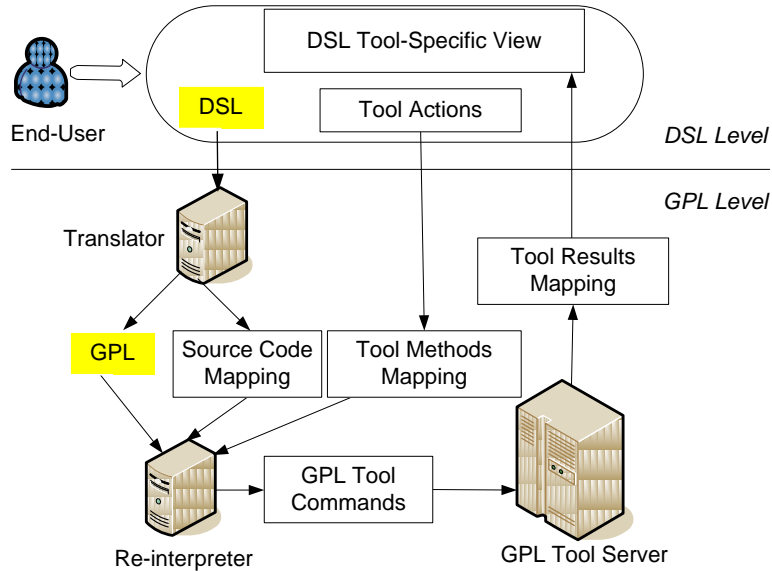 DSL Tool-Specific View
DSL
Tool Actions
End-User
DSL Level
GPL Level
Translator
Tool Results
Mapping
GPL
Source Code
Mapping
Tool Methods
Mapping
GPL Tool
Commands
Re-interpreter
GPL Tool Server